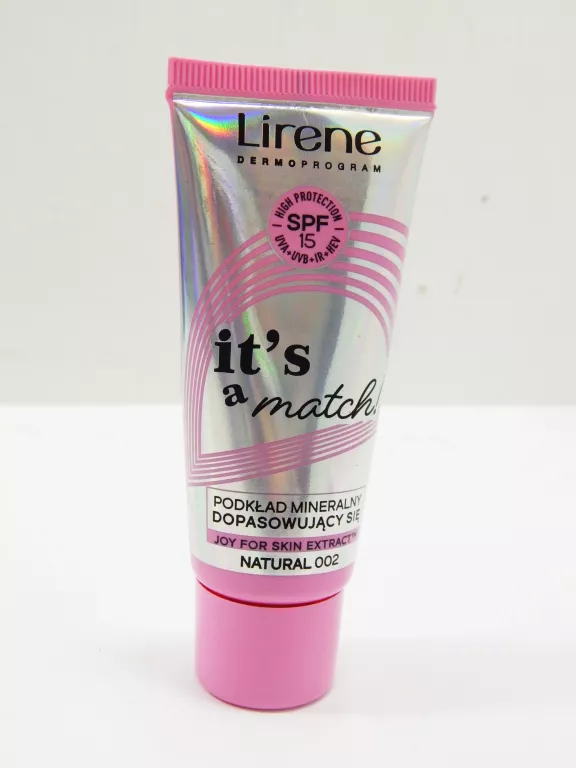 Lirene
DERMOPROGRAM
HIGH PROTECTION
SPF
15
UVA+UVB+IR+HEV
it's
a match!
PODKŁAD MINERALNY
DOPASOWUJĄCY SIĘ
JOY FOR SKIN EXTRACT™
NATURAL 002